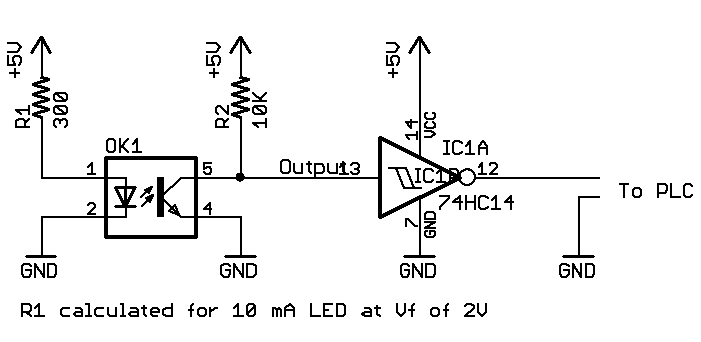 +5V
R1
300
+5V
R2
10K
+5V
14
VCC
OK1
1
2
5
4
Output
13
IC1A
IC1P
12
74HC14
7
GND
To PLC
GND
GND
GND
GND
R1 calculated for 10 mA LED at Vf of 2V